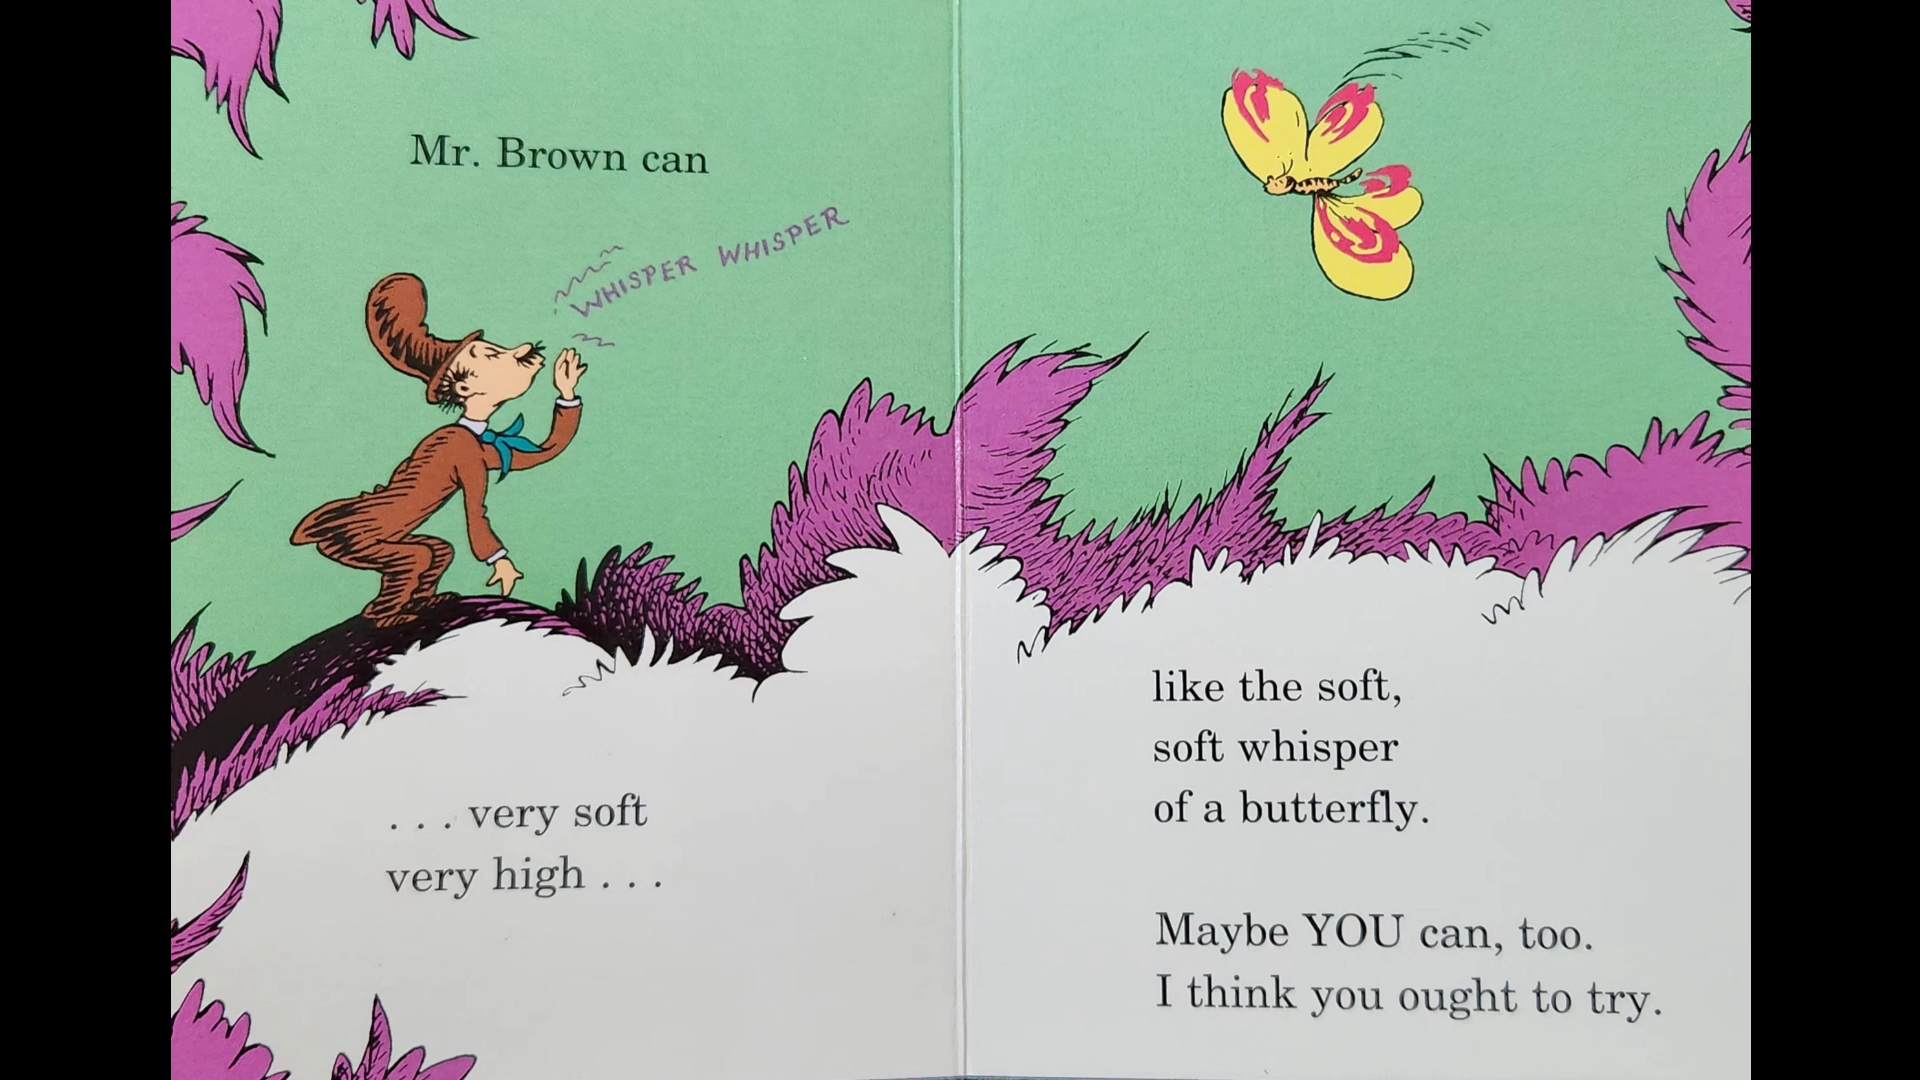 Mr. Brown can
WHISPER WHISPER
. . . very soft
very high . . .
like the soft,
soft whisper
of a butterfly.
Maybe YOU can, too.
I think you ought to try.